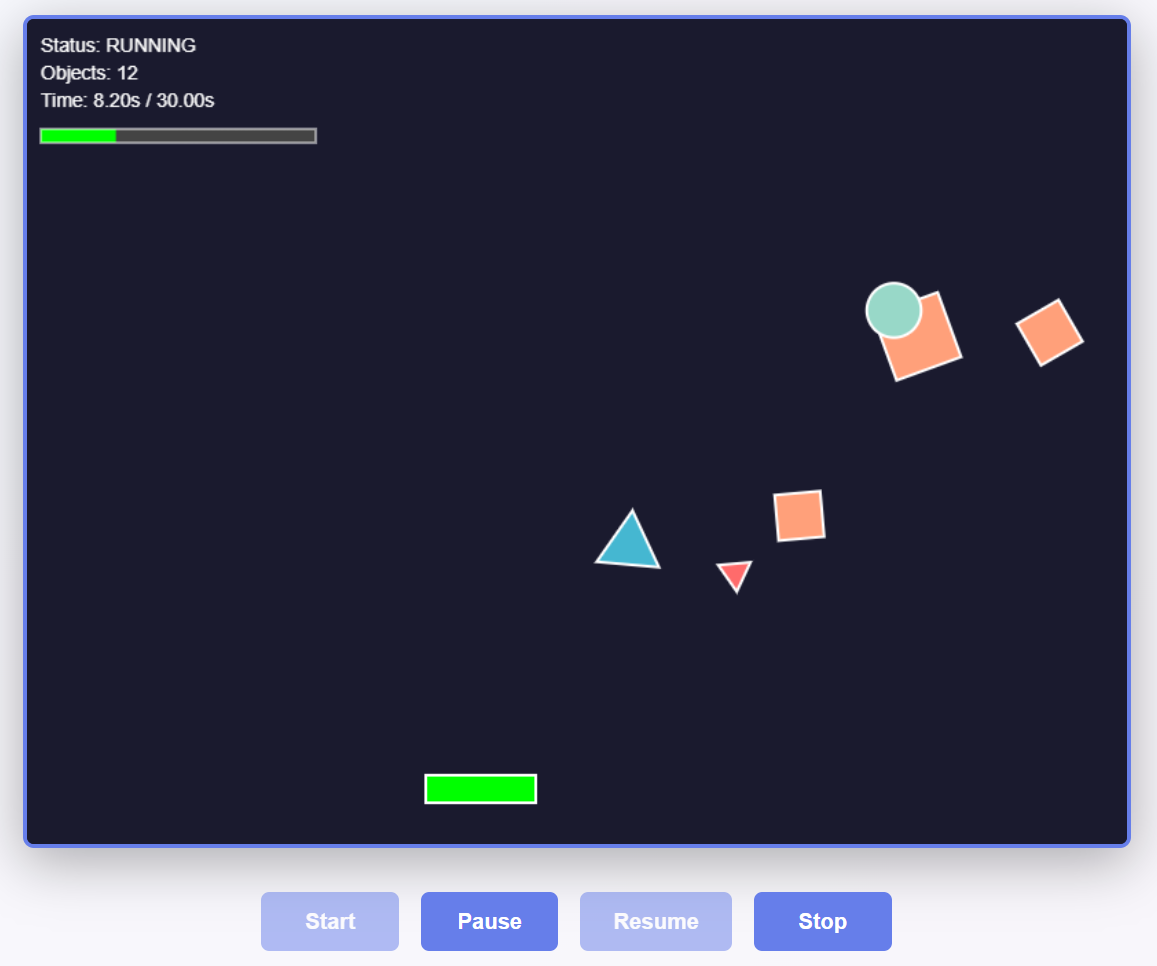 Status: RUNNING
Objects: 12
Time: 8.20s / 30.00s
Start
Pause
Resume
Stop